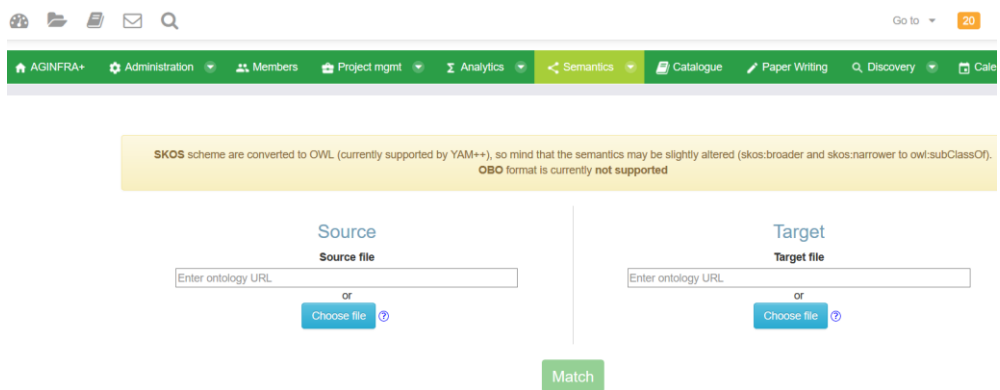 Go to 20
AGINFRA+ Administration Members Project mgmt Σ Analytics Semantics Catalogue Paper Writing Discovery Cale
SKOS scheme are converted to OWL (currently supported by YAM++), so mind that the semantics may be slightly altered (skos:broader and skos:narrower to owl:subClassOf).
OBO format is currently not supported
Source
Source file
Enter ontology URL
or
Choose file ?
Target
Target file
Enter ontology URL
or
Choose file ?
Match